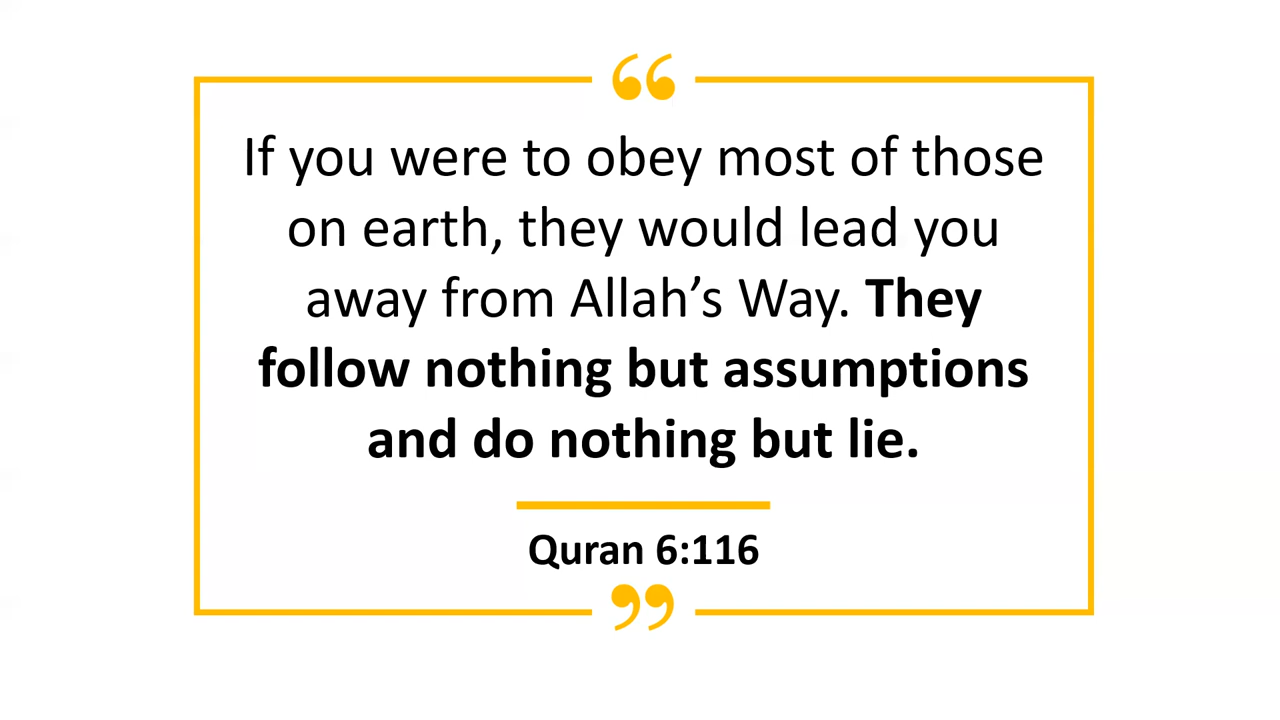 “
If you were to obey most of those
on earth, they would lead you
away from Allah’s Way. They
follow nothing but assumptions
and do nothing but lie.
Quran 6:116
”